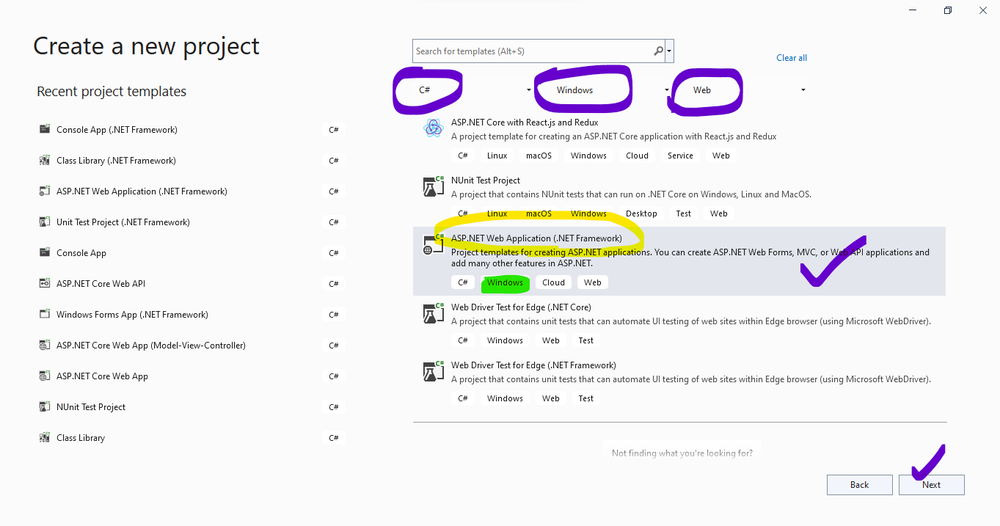 Create a new project
Search for templates (Alt+S)
Clear all
Recent project templates
C#
Windows
Web
Console App (.NET Framework) C#
Class Library (.NET Framework) C#
ASP.NET Web Application (.NET Framework) C#
Unit Test Project (.NET Framework) C#
Console App C#
ASP.NET Core Web API C#
Windows Forms App (.NET Framework) C#
ASP.NET Core Web App (Model-View-Controller) C#
ASP.NET Core Web App C#
NUnit Test Project C#
Class Library C#
ASP.NET Core with React.js and Redux
A project template for creating an ASP.NET Core application with React.js and Redux
C# Linux macOS Windows Cloud Service Web
C#
NUnit Test Project
A project that contains NUnit tests that can run on .NET Core on Windows, Linux and MacOS.
C# Linux macOS Windows Desktop Test Web
C#
ASP.NET Web Application (.NET Framework)
Project templates for creating ASP.NET applications. You can create ASP.NET Web Forms, MVC, or Web API applications and
add many other features in ASP.NET.
C# Windows Cloud Web
C#
Web Driver Test for Edge (.NET Core)
A project that contains unit tests that can automate UI testing of web sites within Edge browser (using Microsoft WebDriver).
C# Windows Web Test
C#
Web Driver Test for Edge (.NET Framework)
A project that contains unit tests that can automate UI testing of web sites within Edge browser (using Microsoft WebDriver).
C# Windows Web Test
Not finding what you're looking for?
Back
Next